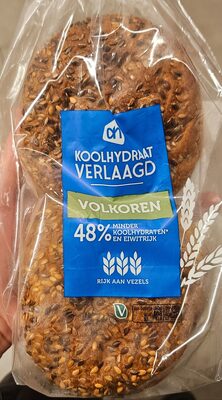 KOOLHYDRAAT
VERLAAGD
VOLKOREN
48% MINDER
KOOLHYDRATEN*
EN EIWITRIJK
RIJK AAN VEZELS
V